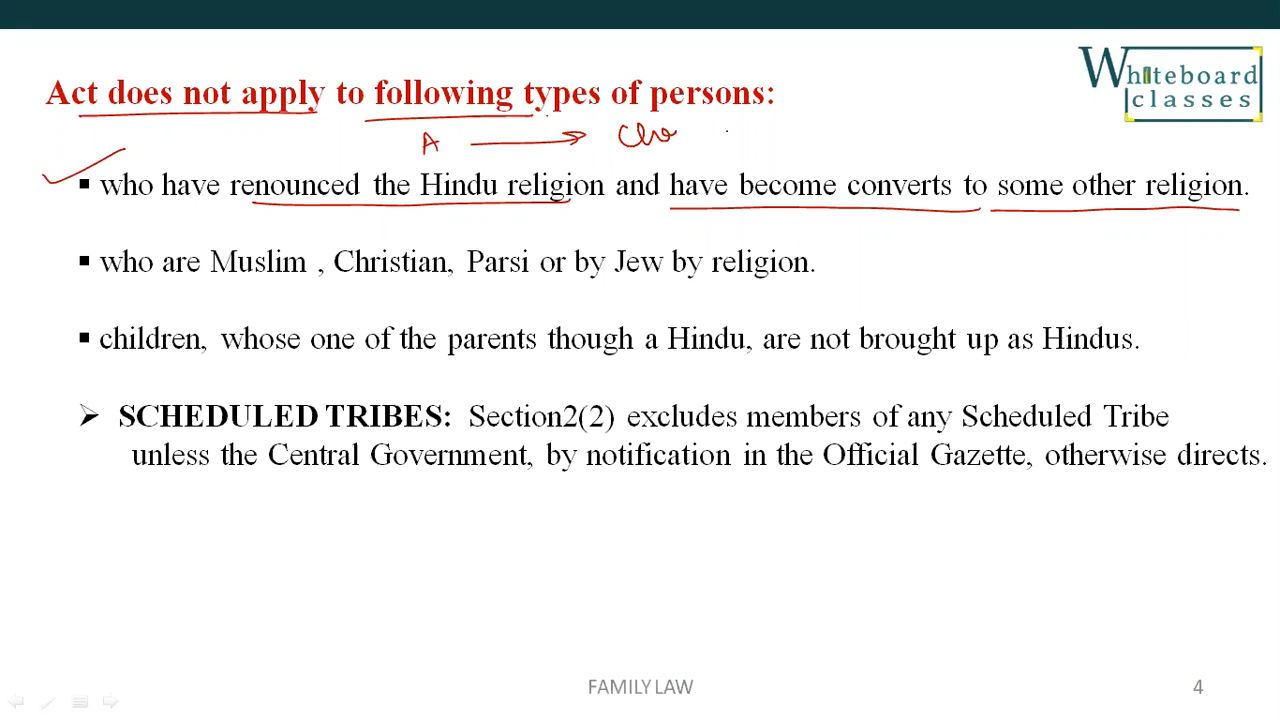 Whiteboard
classes
Act does not apply to following types of persons:
A
▪ who have renounced the Hindu religion and have become converts to some other religion.
▪ who are Muslim , Christian, Parsi or by Jew by religion.
▪ children, whose one of the parents though a Hindu, are not brought up as Hindus.
➢ SCHEDULED TRIBES: Section2(2) excludes members of any Scheduled Tribe
unless the Central Government, by notification in the Official Gazette, otherwise directs.
FAMILY LAW
4